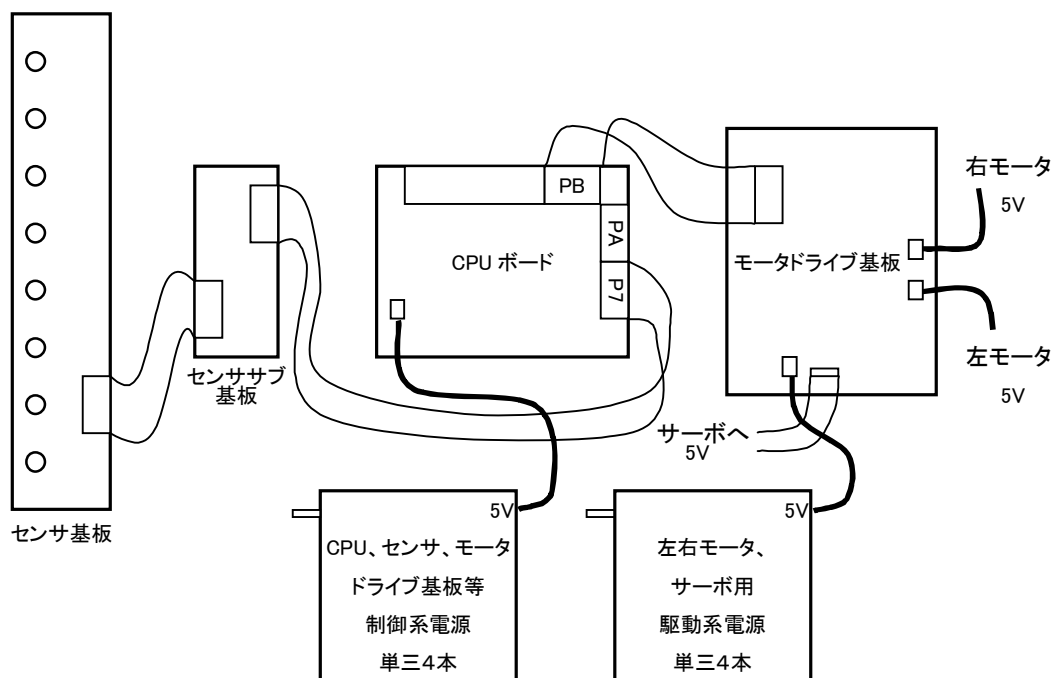 センサ基板
センササブ
基板
CPU ボード
PB
PA
P7
モータドライブ基板
右モータ
5V
左モータ
5V
サーボへ
5V
5V
CPU、センサ、モータ
ドライブ基板等
制御系電源
単三4本
5V
左右モータ、
サーボ用
駆動系電源
単三4本